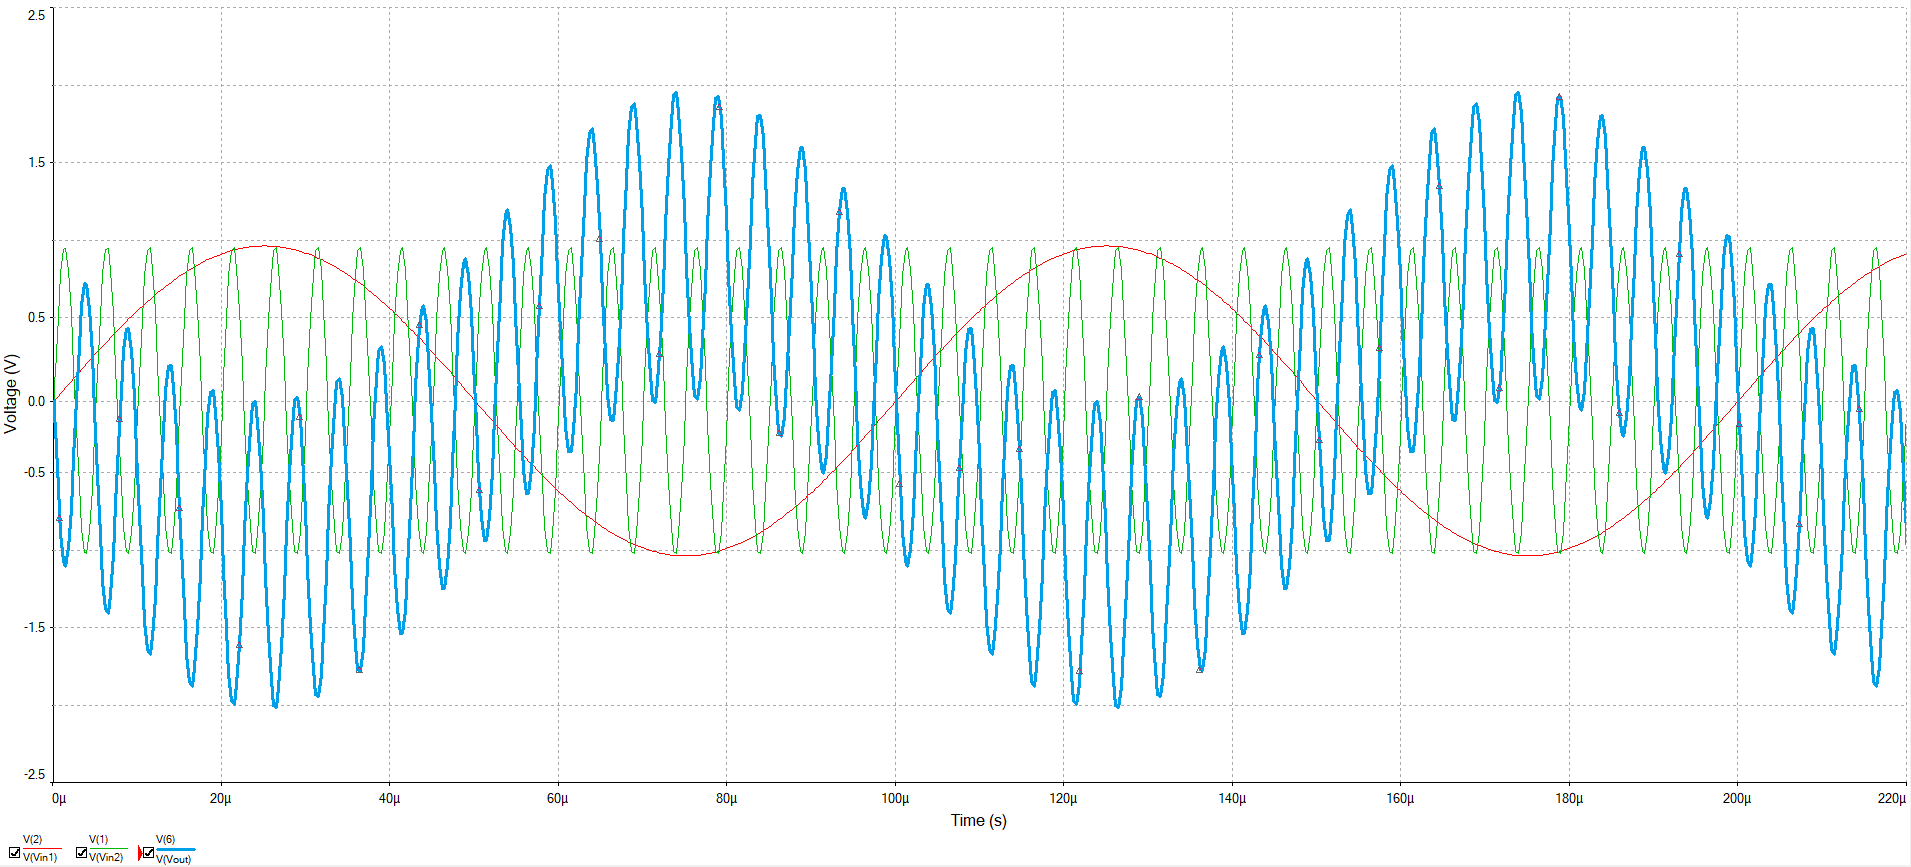 2.5
1.5
0.5
0.0
-0.5
-1.5
-2.5
Voltage (V)
0µ 20µ 40µ 60µ 80µ 100µ 120µ 140µ 160µ 180µ 200µ 220µ
Time (s)
V(2) V(1) V(6)
V(Vin1) V(Vin2) V(Vout)